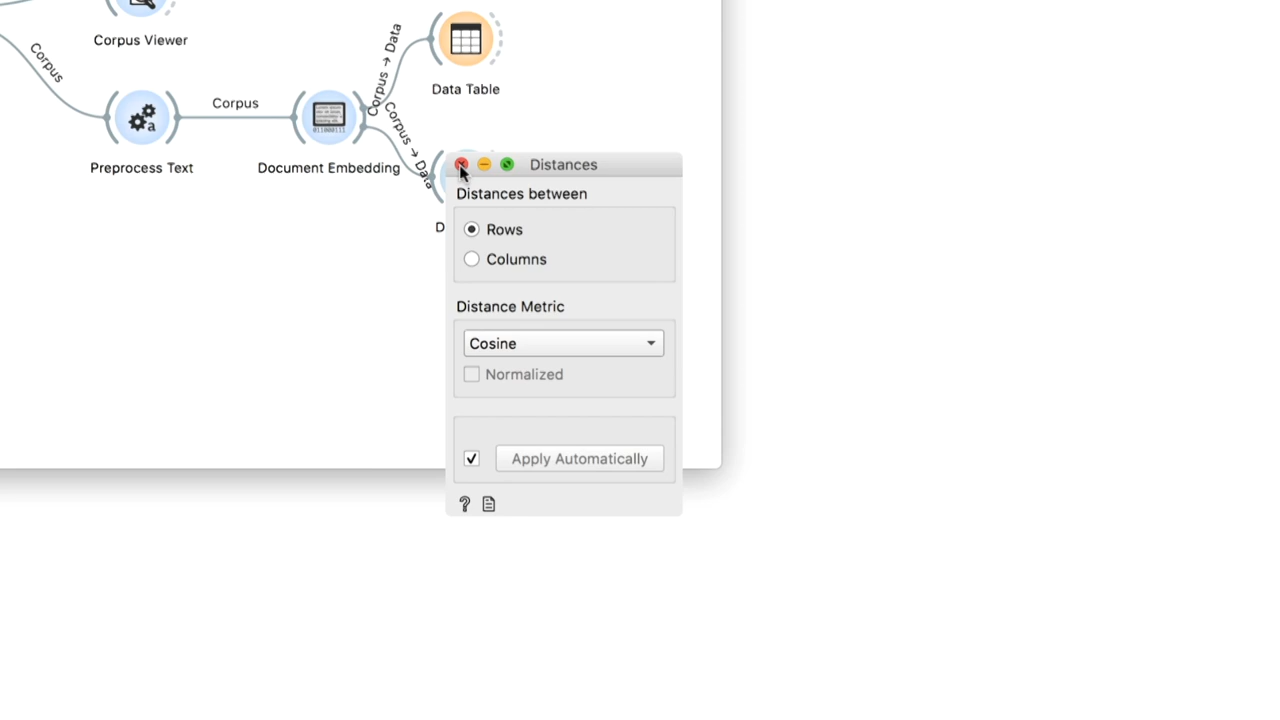 Corpus Viewer
Corpus
Corpus → Data
Data Table
Corpus
Preprocess Text
Document Embedding
Corpus → Data
D
Distances
Distances between
Rows
Columns
Distance Metric
Cosine
Normalized
Apply Automatically
?